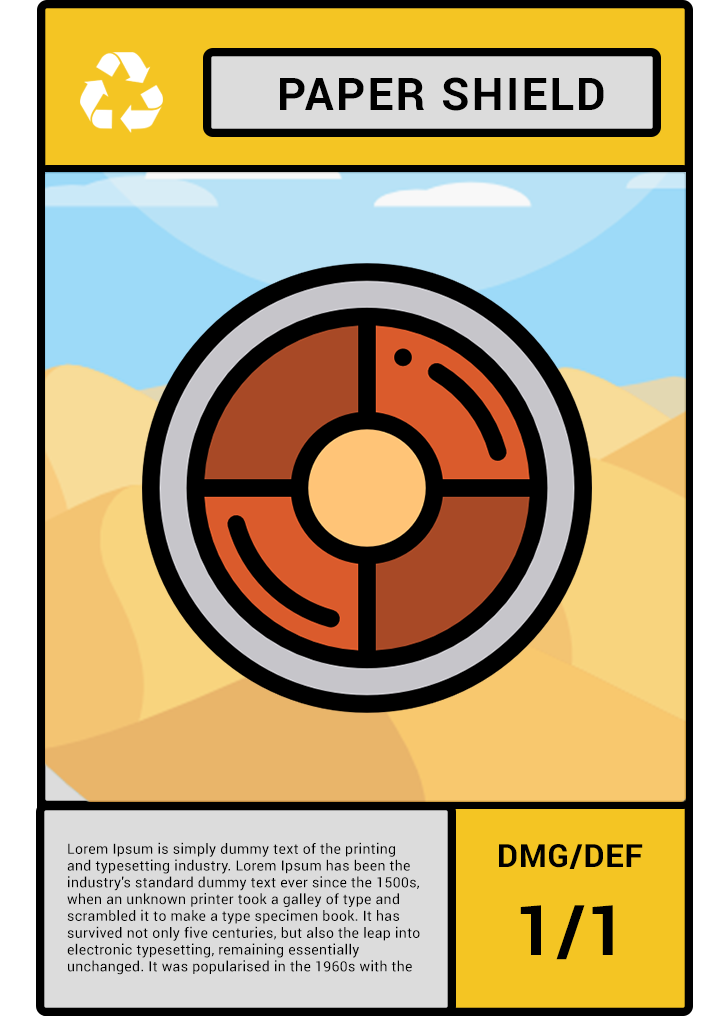 PAPER SHIELD
Lorem Ipsum is simply dummy text of the printing
and typesetting industry. Lorem Ipsum has been the
industry's standard dummy text ever since the 1500s,
when an unknown printer took a galley of type and
scrambled it to make a type specimen book. It has
survived not only five centuries, but also the leap into
electronic typesetting, remaining essentially
unchanged. It was popularised in the 1960s with the
DMG/DEF
1/1